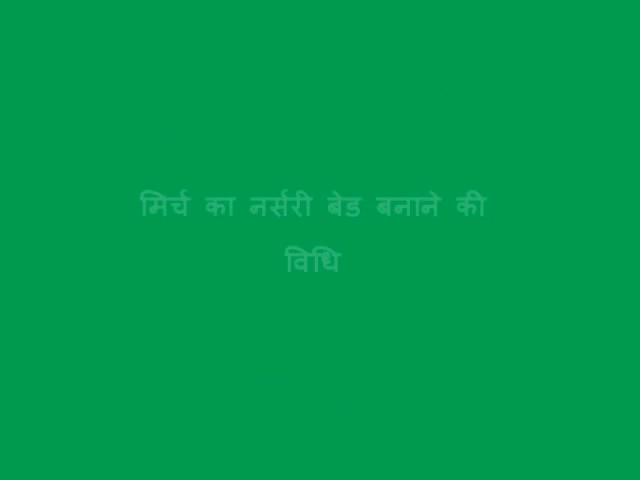 मिर्च का नर्सरी बेड बनाने की
विधि